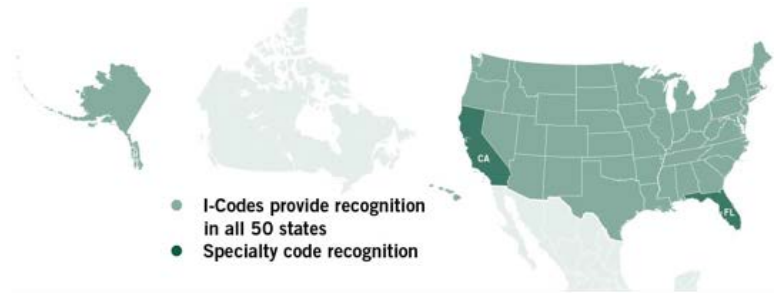 CA
FL
I-Codes provide recognition
in all 50 states
Specialty code recognition